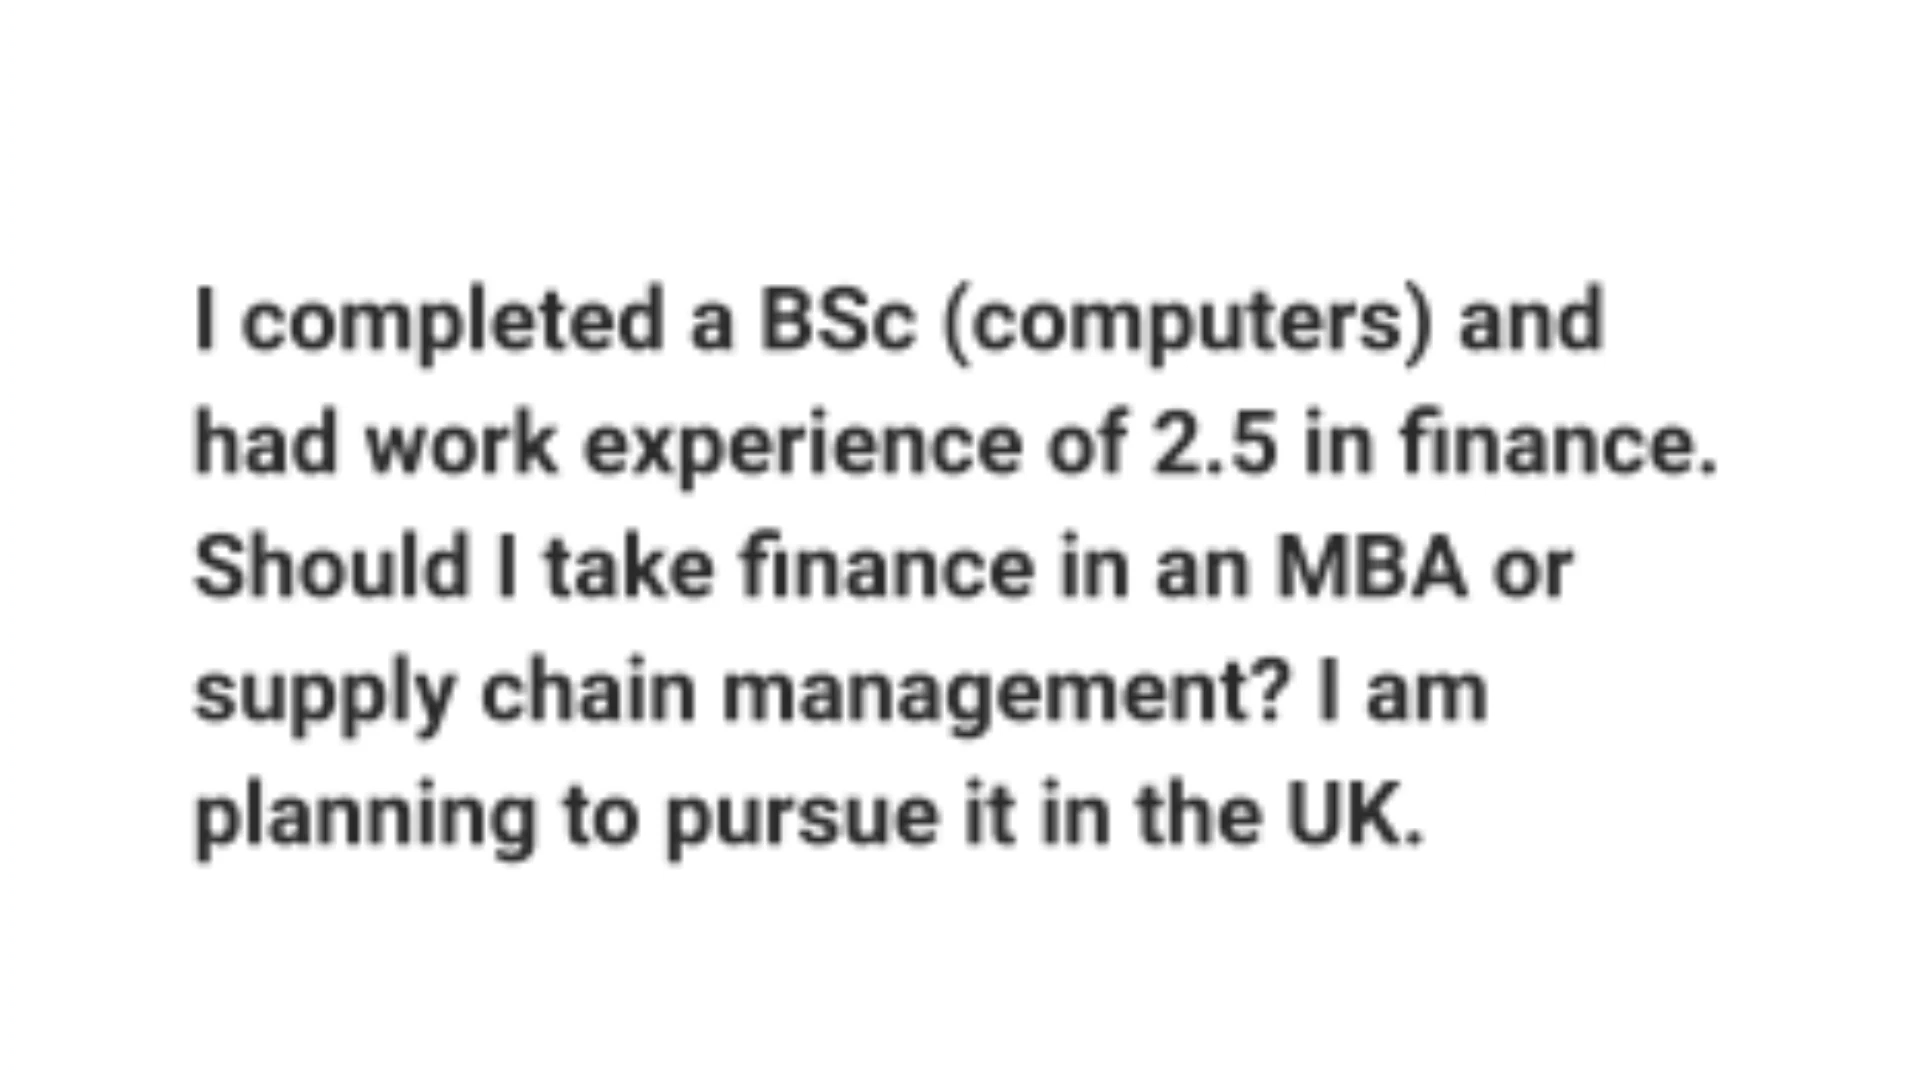 I completed a BSc (computers) and
had work experience of 2.5 in finance.
Should I take finance in an MBA or
supply chain management? I am
planning to pursue it in the UK.